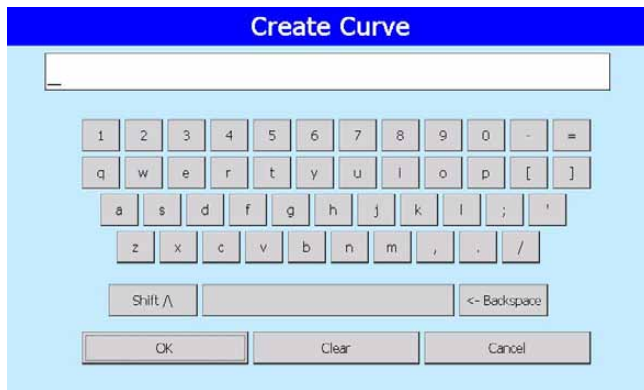 Create Curve
_
1 2 3 4 5 6 7 8 9 0 - =
q w e r t y u i o p [ ]
a s d f g h j k l ; '
z x c v b n m , . /
Shift /\ <- Backspace
OK Clear Cancel